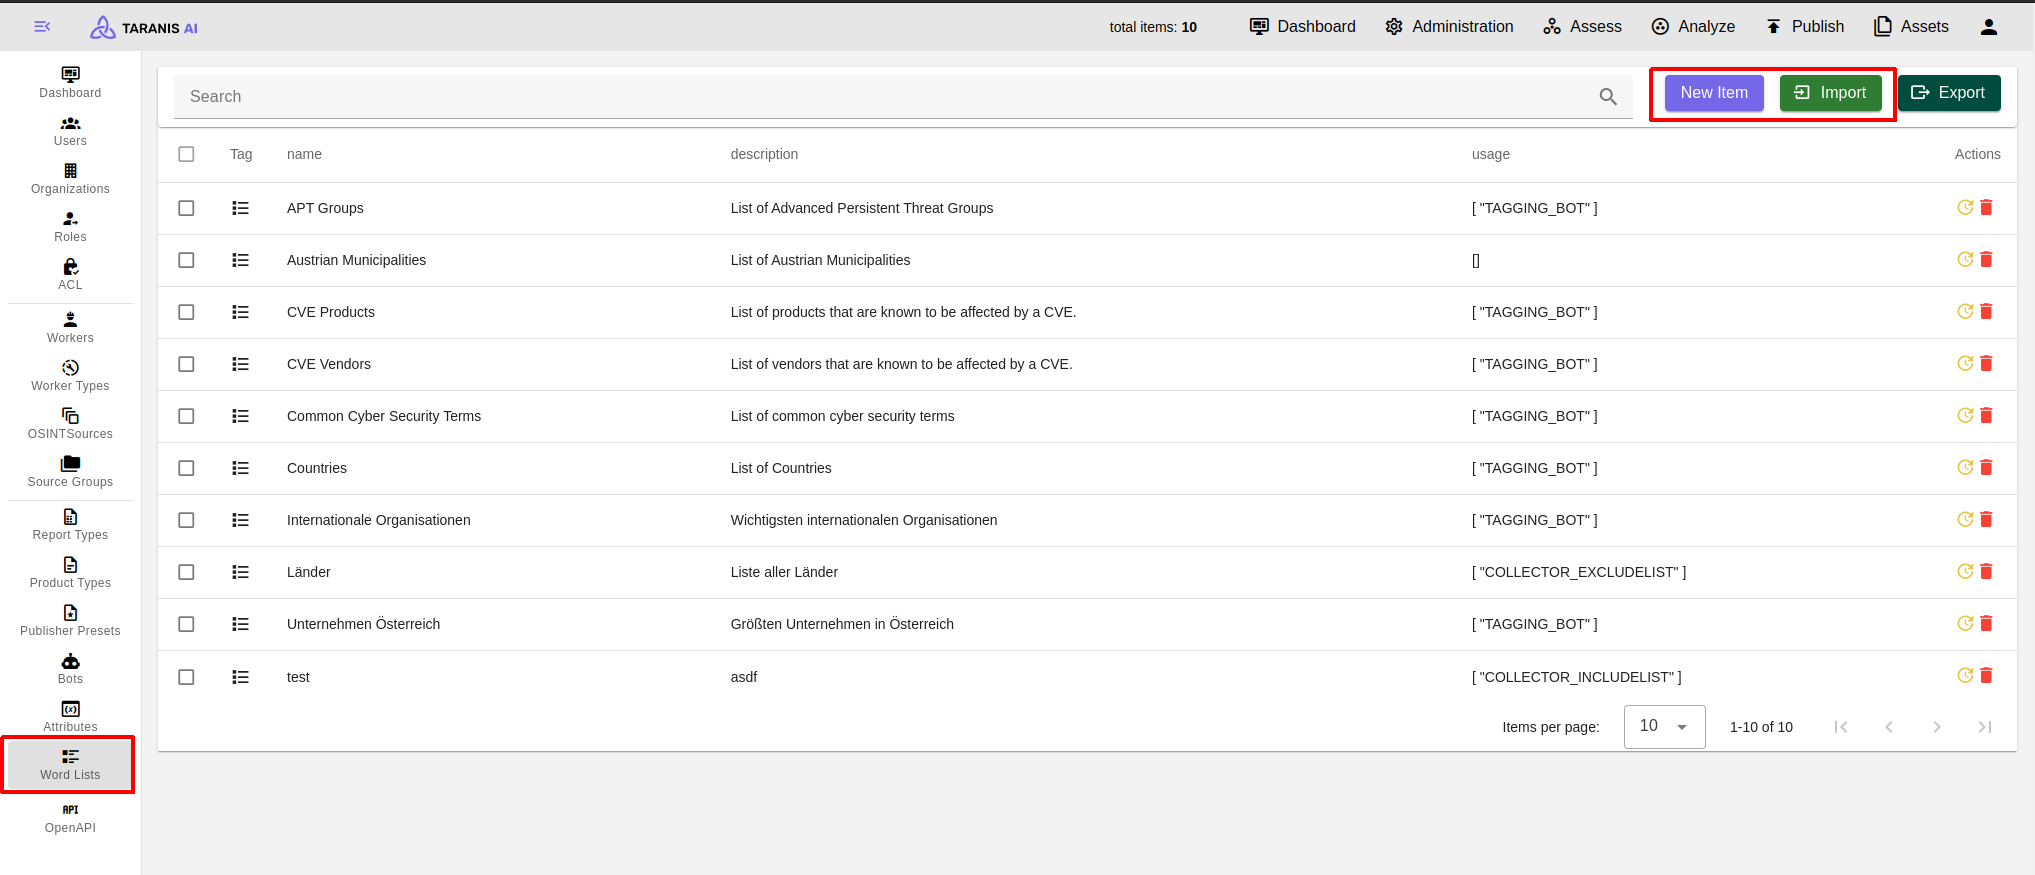 TARANIS AI
total items: 10
Dashboard
Administration
Assess
Analyze
Publish
Assets
Dashboard
Users
Organizations
Roles
ACL
Workers
Worker Types
OSINTSources
Source Groups
Report Types
Product Types
Publisher Presets
Bots
Attributes
Word Lists
API
OpenAPI
Search
New Item
Import
Export
Tag name description usage Actions
APT Groups List of Advanced Persistent Threat Groups [ "TAGGING_BOT" ]
Austrian Municipalities List of Austrian Municipalities []
CVE Products List of products that are known to be affected by a CVE. [ "TAGGING_BOT" ]
CVE Vendors List of vendors that are known to be affected by a CVE. [ "TAGGING_BOT" ]
Common Cyber Security Terms List of common cyber security terms [ "TAGGING_BOT" ]
Countries List of Countries [ "TAGGING_BOT" ]
Internationale Organisationen Wichtigsten internationalen Organisationen [ "TAGGING_BOT" ]
Länder Liste aller Länder [ "COLLECTOR_EXCLUDELIST" ]
Unternehmen Österreich Größten Unternehmen in Österreich [ "TAGGING_BOT" ]
test asdf [ "COLLECTOR_INCLUDELIST" ]
Items per page: 10 1-10 of 10